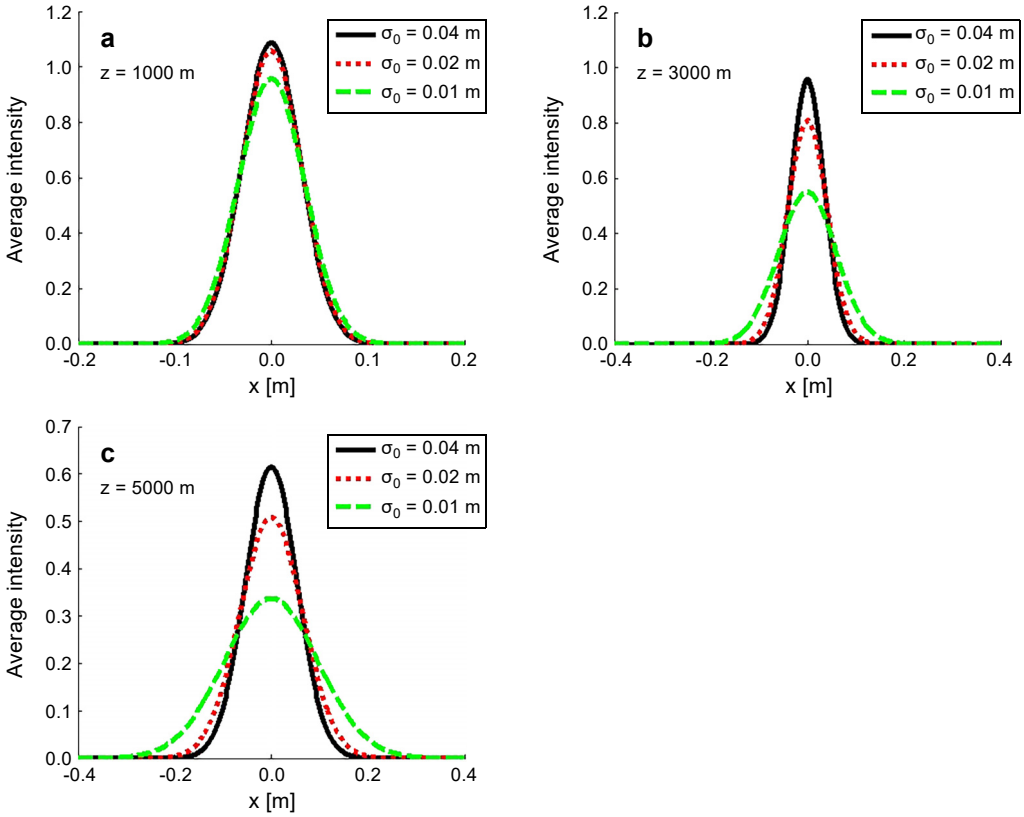 1.2
1.0
0.8
0.6
0.4
0.2
0.0
Average intensity
a
z = 1000 m
σ0 = 0.04 m
σ0 = 0.02 m
σ0 = 0.01 m
-0.2 -0.1 0.0 0.1 0.2
x [m]
1.2
1.0
0.8
0.6
0.4
0.2
0.0
Average intensity
b
z = 3000 m
σ0 = 0.04 m
σ0 = 0.02 m
σ0 = 0.01 m
-0.4 -0.2 0.0 0.2 0.4
x [m]
0.7
0.6
0.5
0.4
0.3
0.2
0.1
0.0
Average intensity
c
z = 5000 m
σ0 = 0.04 m
σ0 = 0.02 m
σ0 = 0.01 m
-0.4 -0.2 0.0 0.2 0.4
x [m]